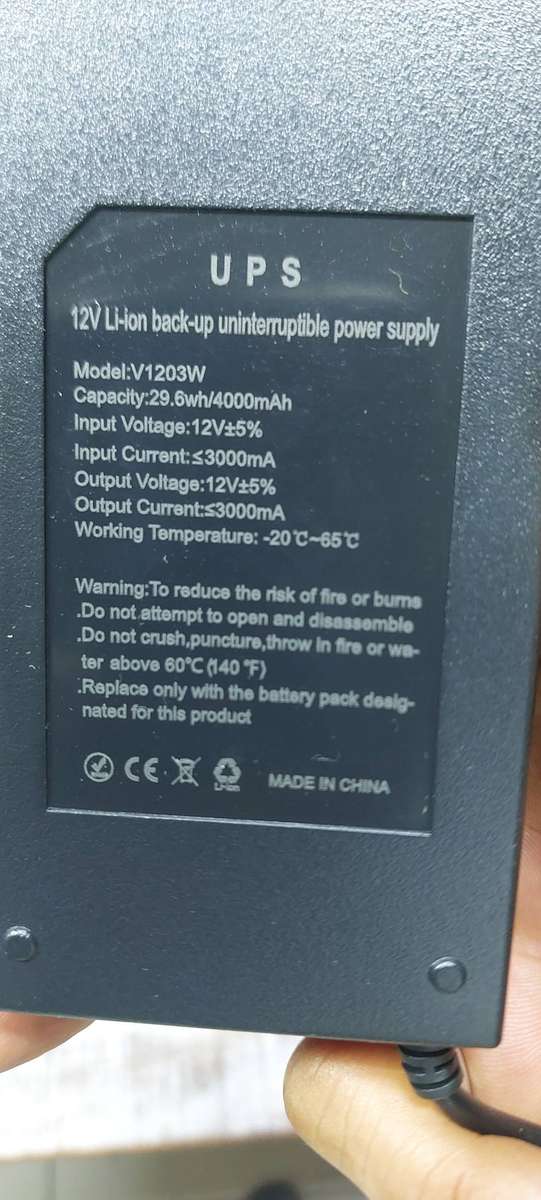 UPS
12V Li-ion back-up uninterruptible power supply
Model:V1203W
Capacity:29.6wh/4000mAh
Input Voltage:12V±5%
Input Current:≤3000mA
Output Voltage:12V±5%
Output Current:≤3000mA
Working Temperature: -20℃~65℃
Warning:To reduce the risk of fire or burns
.Do not attempt to open and disassemble
.Do not crush,puncture,throw in fire or wa-
ter above 60°C (140 °F)
.Replace only with the battery pack desig-
nated for this product
CE Li-ion MADE IN CHINA